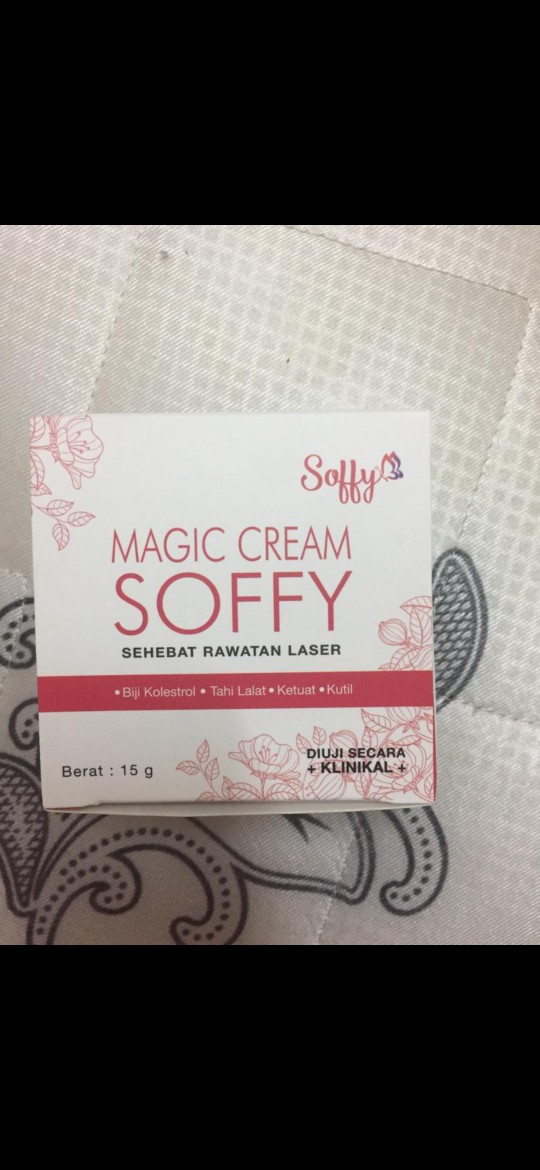 Soffy
MAGIC CREAM
SOFFY
SEHEBAT RAWATAN LASER
• Biji Kolestrol • Tahi Lalat • Ketuat • Kutil
DIUJI SECARA
+ KLINIKAL +
Berat : 15 g